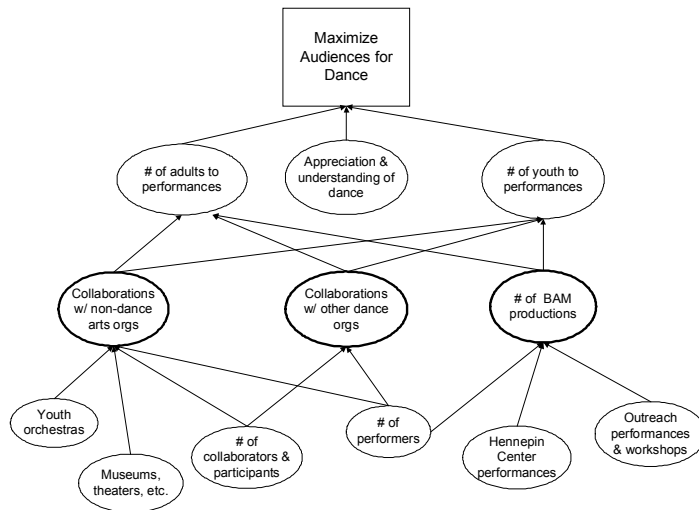 Maximize
Audiences for
Dance
# of adults to
performances
Appreciation &
understanding of
dance
# of youth to
performances
Collaborations
w/ non-dance
arts orgs
Collaborations
w/ other dance
orgs
# of BAM
productions
Youth
orchestras
Museums,
theaters, etc.
# of
collaborators &
participants
# of
performers
Hennepin
Center
performances
Outreach
performances
& workshops